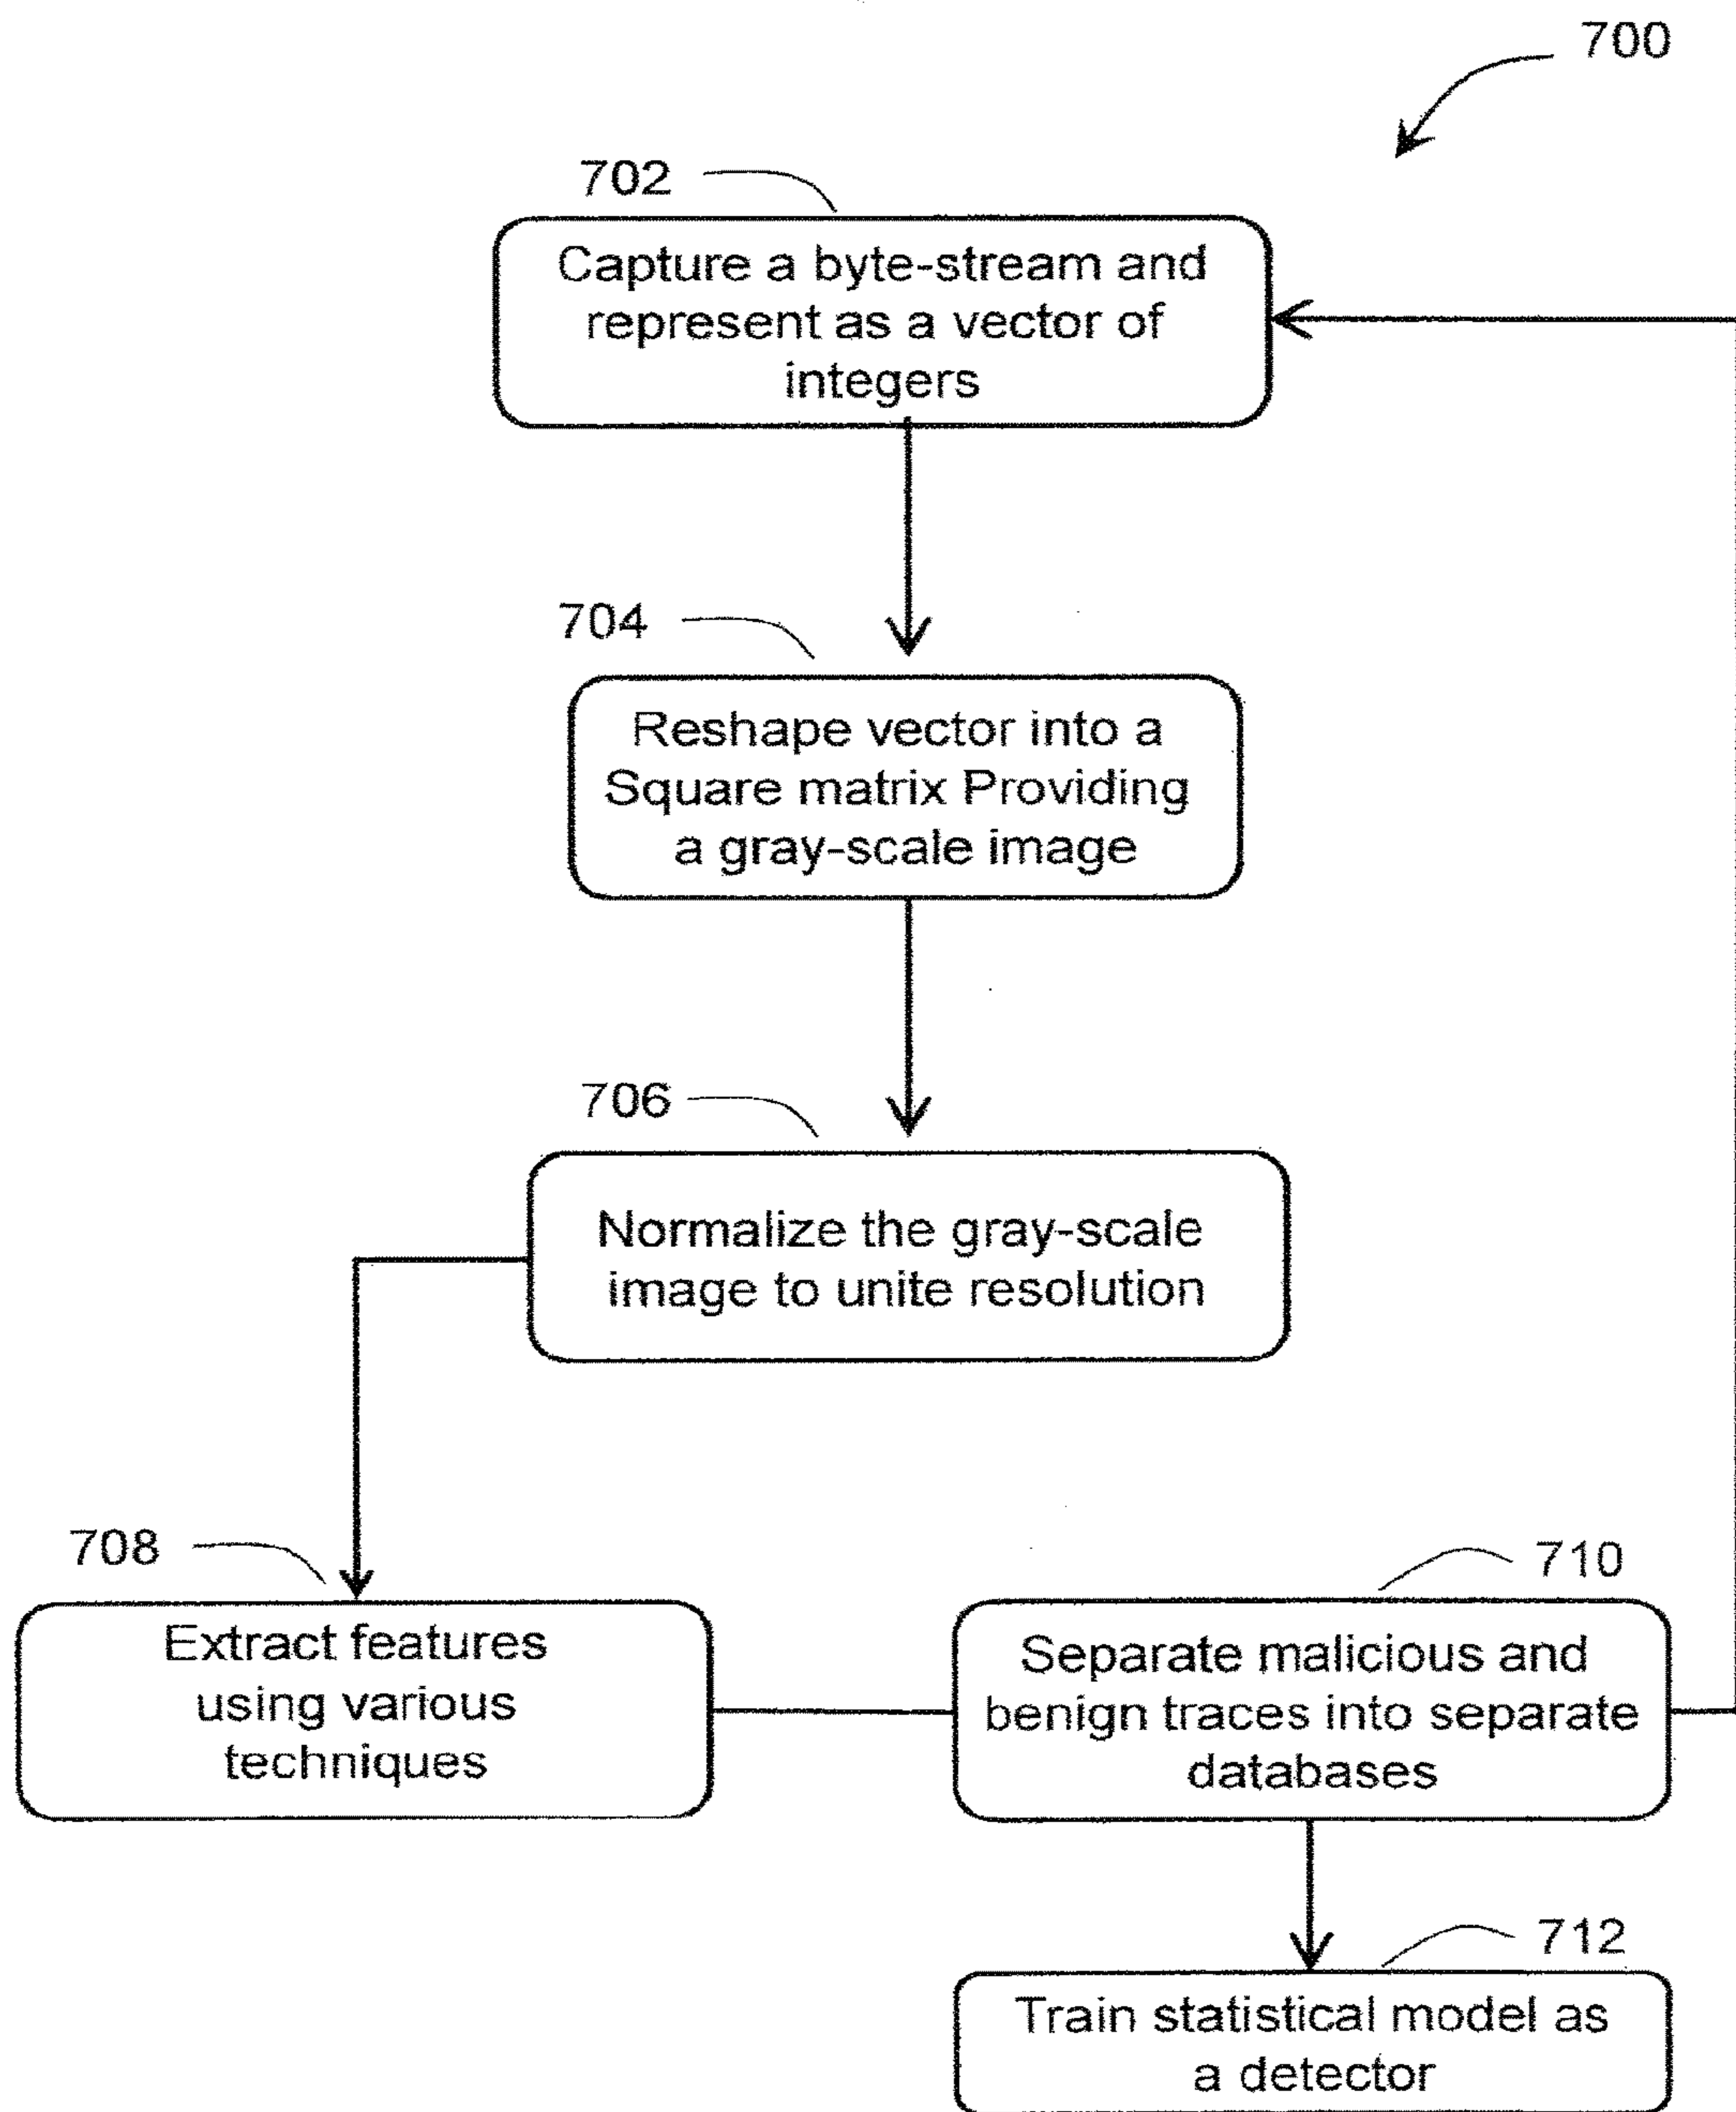 700
702
Capture a byte-stream and
represent as a vector of
integers
704
Reshape vector into a
Square matrix Providing
a gray-scale image
706
Normalize the gray-scale
image to unite resolution
708
Extract features
using various
techniques
710
Separate malicious and
benign traces into separate
databases
712
Train statistical model as
a detector